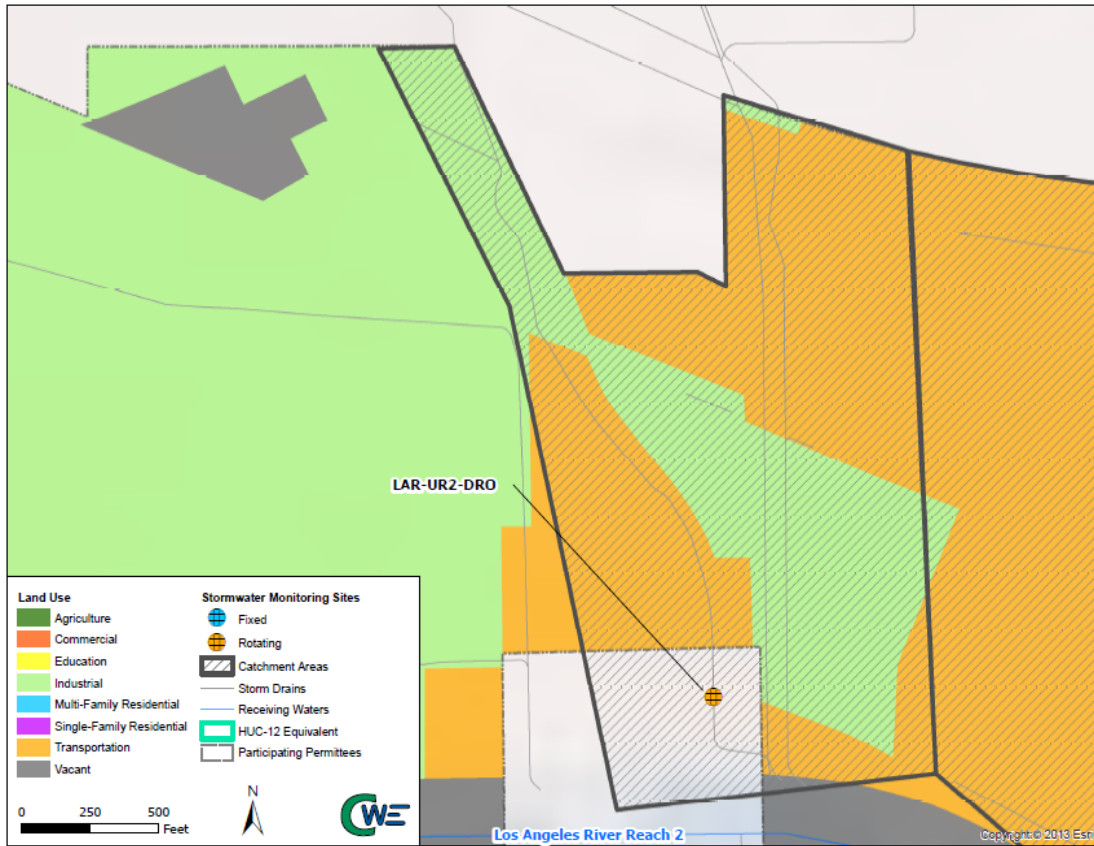 LAR-UR2-DRO
Land Use
Agriculture
Commercial
Education
Industrial
Multi-Family Residential
Single-Family Residential
Transportation
Vacant
Stormwater Monitoring Sites
Fixed
Rotating
Catchment Areas
Storm Drains
Receiving Waters
HUC-12 Equivalent
Participating Permittees
0 250 500
Feet
N
CWE
Los Angeles River Reach 2
Copyright:© 2013 Esri